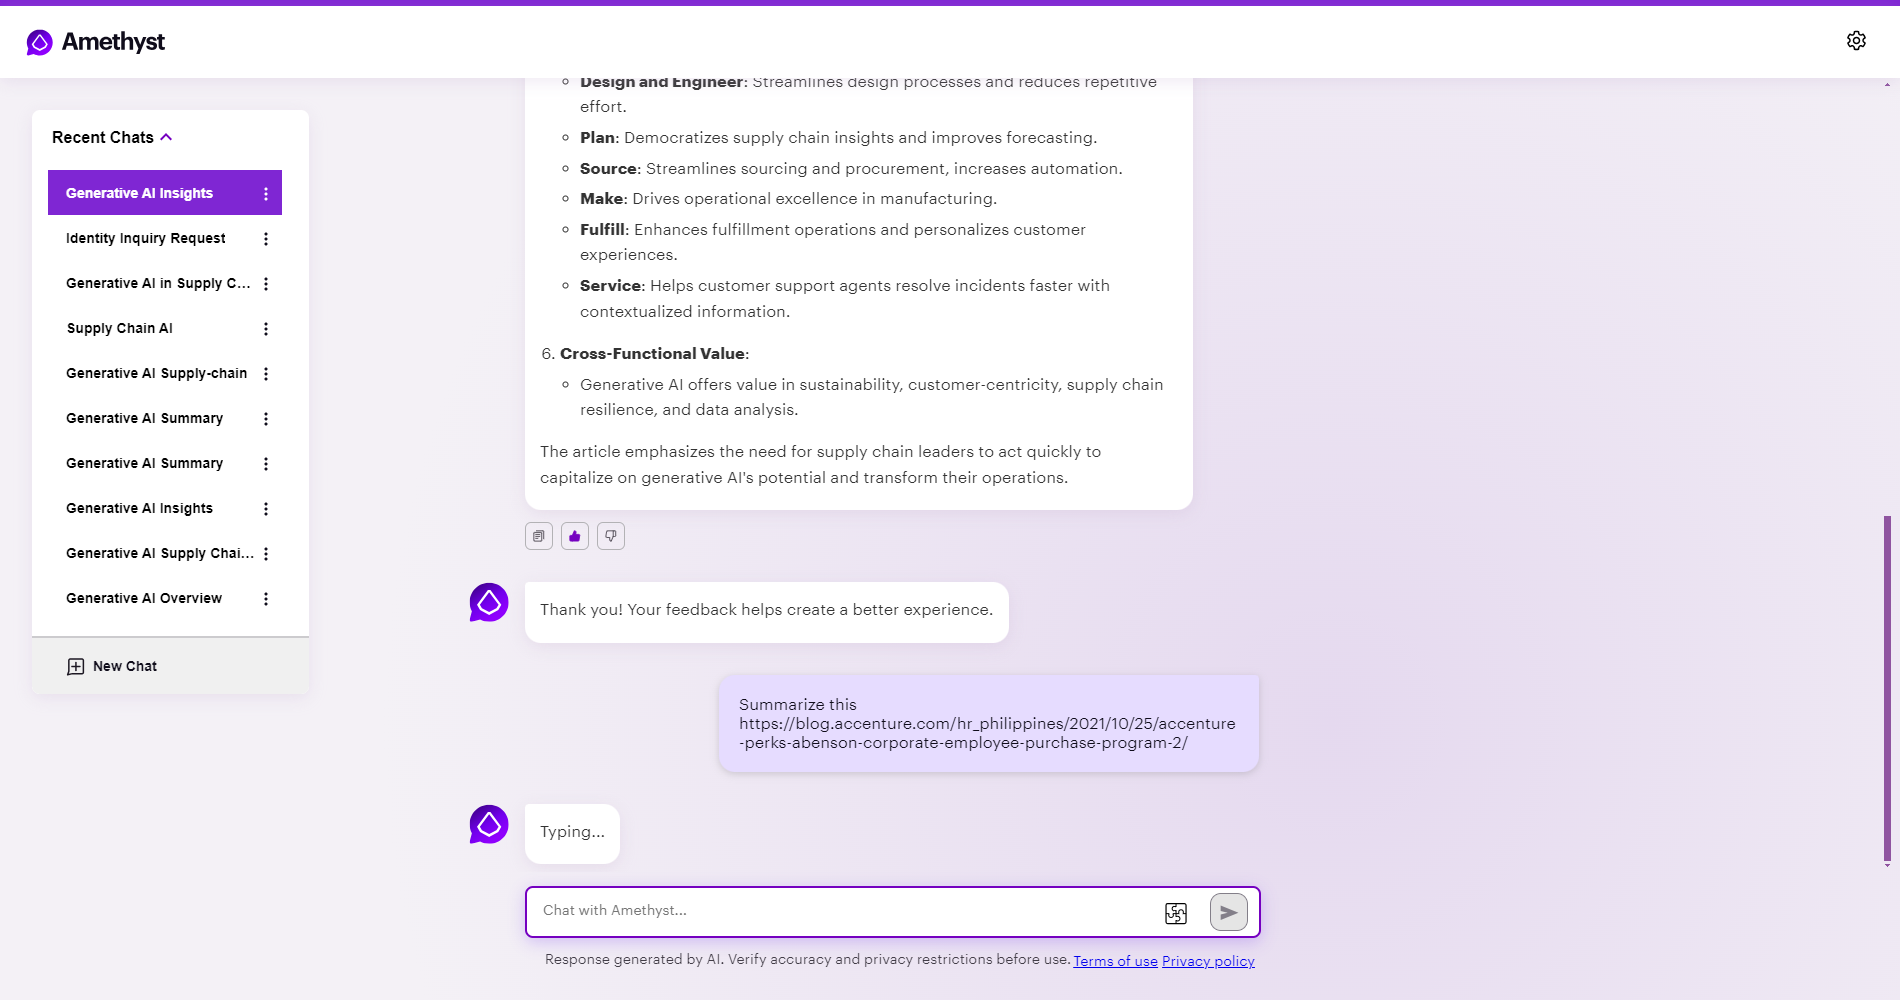 Amethyst
Recent Chats
Generative AI Insights
Identity Inquiry Request
Generative AI in Supply C...
Supply Chain AI
Generative AI Supply-chain
Generative AI Summary
Generative AI Summary
Generative AI Insights
Generative AI Supply Chai...
Generative AI Overview
New Chat
Design and Engineer: Streamlines design processes and reduces repetitive
effort.
Plan: Democratizes supply chain insights and improves forecasting.
Source: Streamlines sourcing and procurement, increases automation.
Make: Drives operational excellence in manufacturing.
Fulfill: Enhances fulfillment operations and personalizes customer
experiences.
Service: Helps customer support agents resolve incidents faster with
contextualized information.
6. Cross-Functional Value:
Generative AI offers value in sustainability, customer-centricity, supply chain
resilience, and data analysis.
The article emphasizes the need for supply chain leaders to act quickly to
capitalize on generative AI's potential and transform their operations.
Thank you! Your feedback helps create a better experience.
Summarize this
https://blog.accenture.com/hr_philippines/2021/10/25/accenture
-perks-abenson-corporate-employee-purchase-program-2/
Typing...
Chat with Amethyst...
Response generated by AI. Verify accuracy and privacy restrictions before use. Terms of use Privacy policy